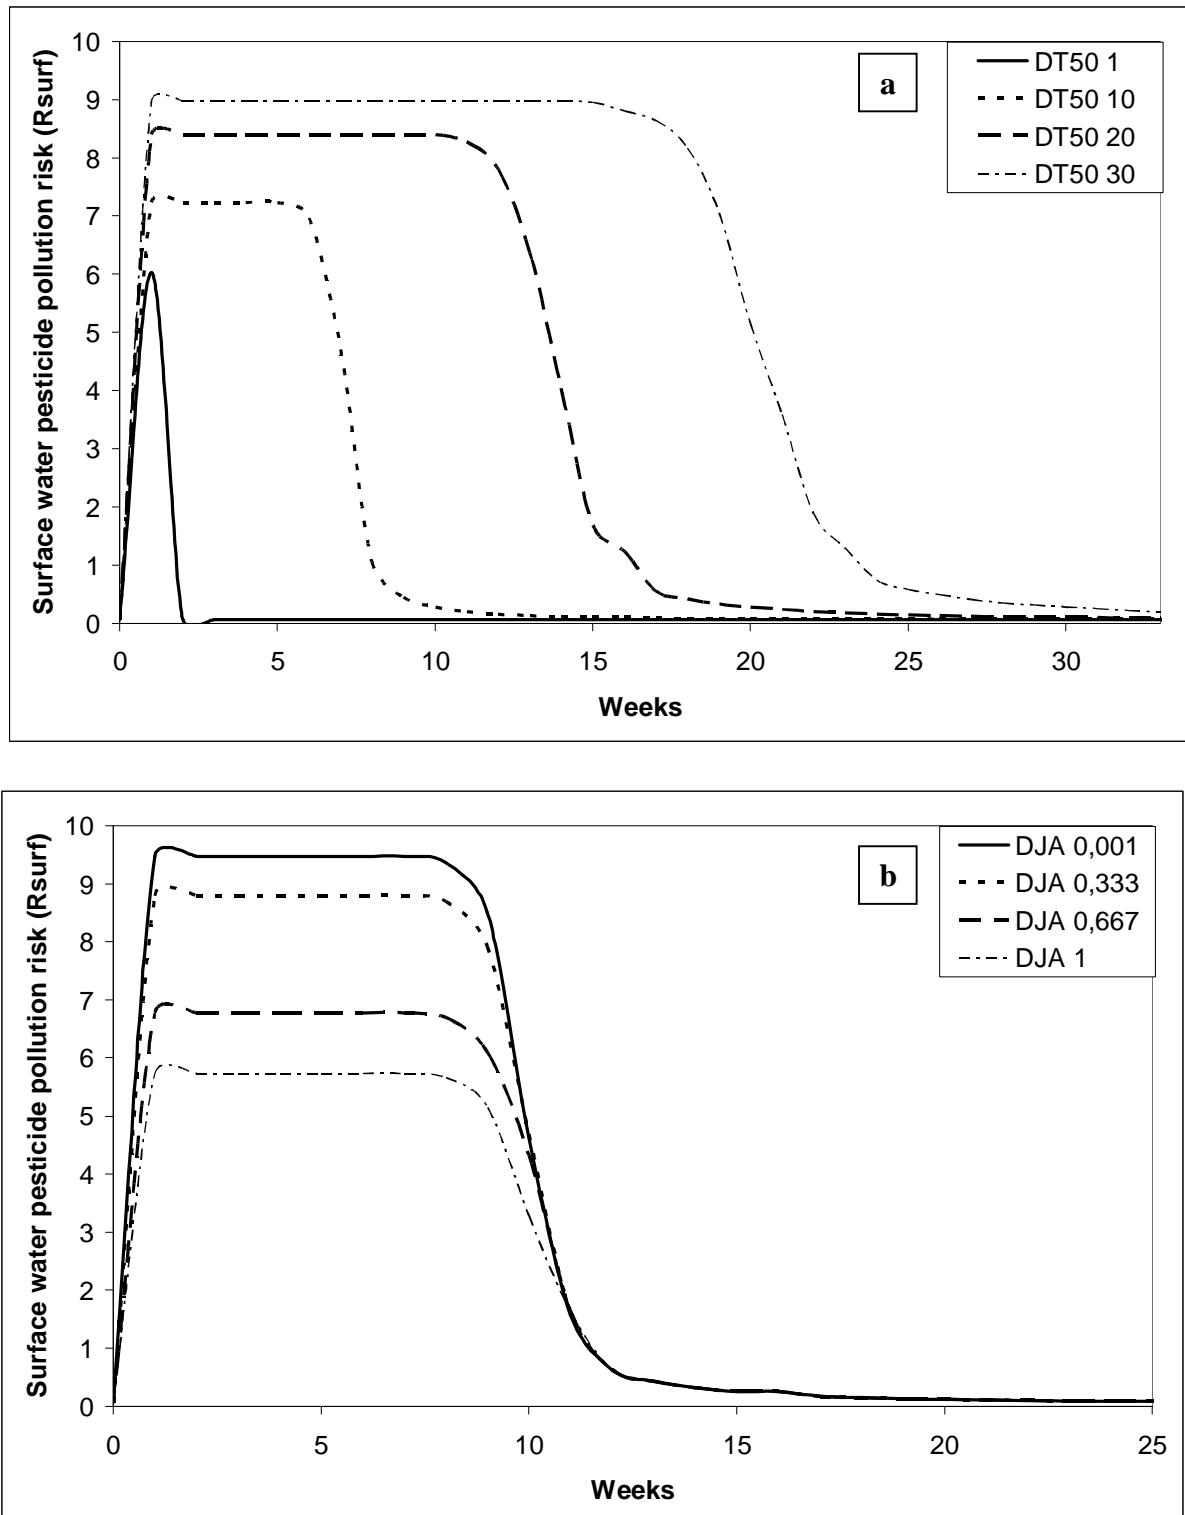 Surface water pesticide pollution risk (Rsurf)
10
9
8
7
6
5
4
3
2
1
0
a
DT50 1
DT50 10
DT50 20
DT50 30
0 5 10 15 20 25 30
Weeks
Surface water pesticide pollution risk (Rsurf)
10
9
8
7
6
5
4
3
2
1
0
b
DJA 0,001
DJA 0,333
DJA 0,667
DJA 1
0 5 10 15 20 25
Weeks